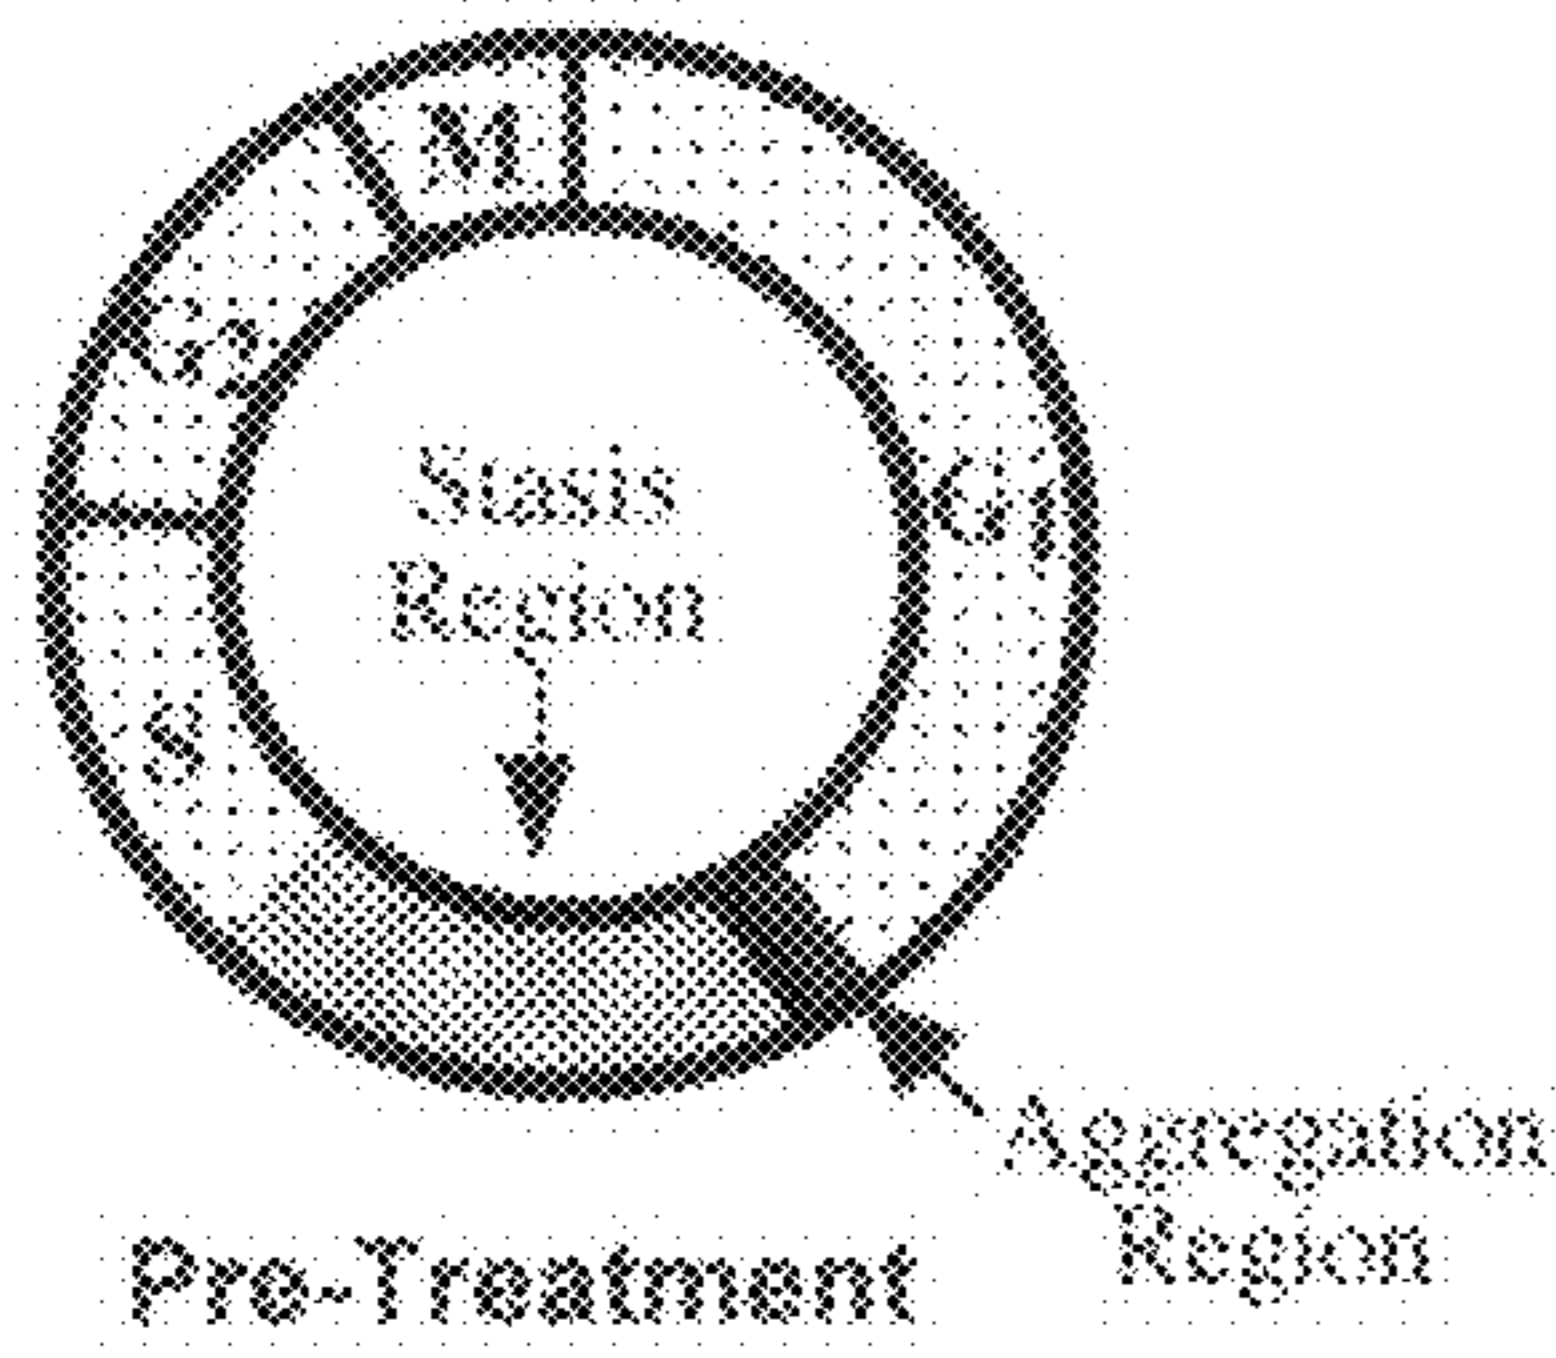 M
G2
G1
Stasis
Region
S
Aggregation
Region
Pre-Treatment